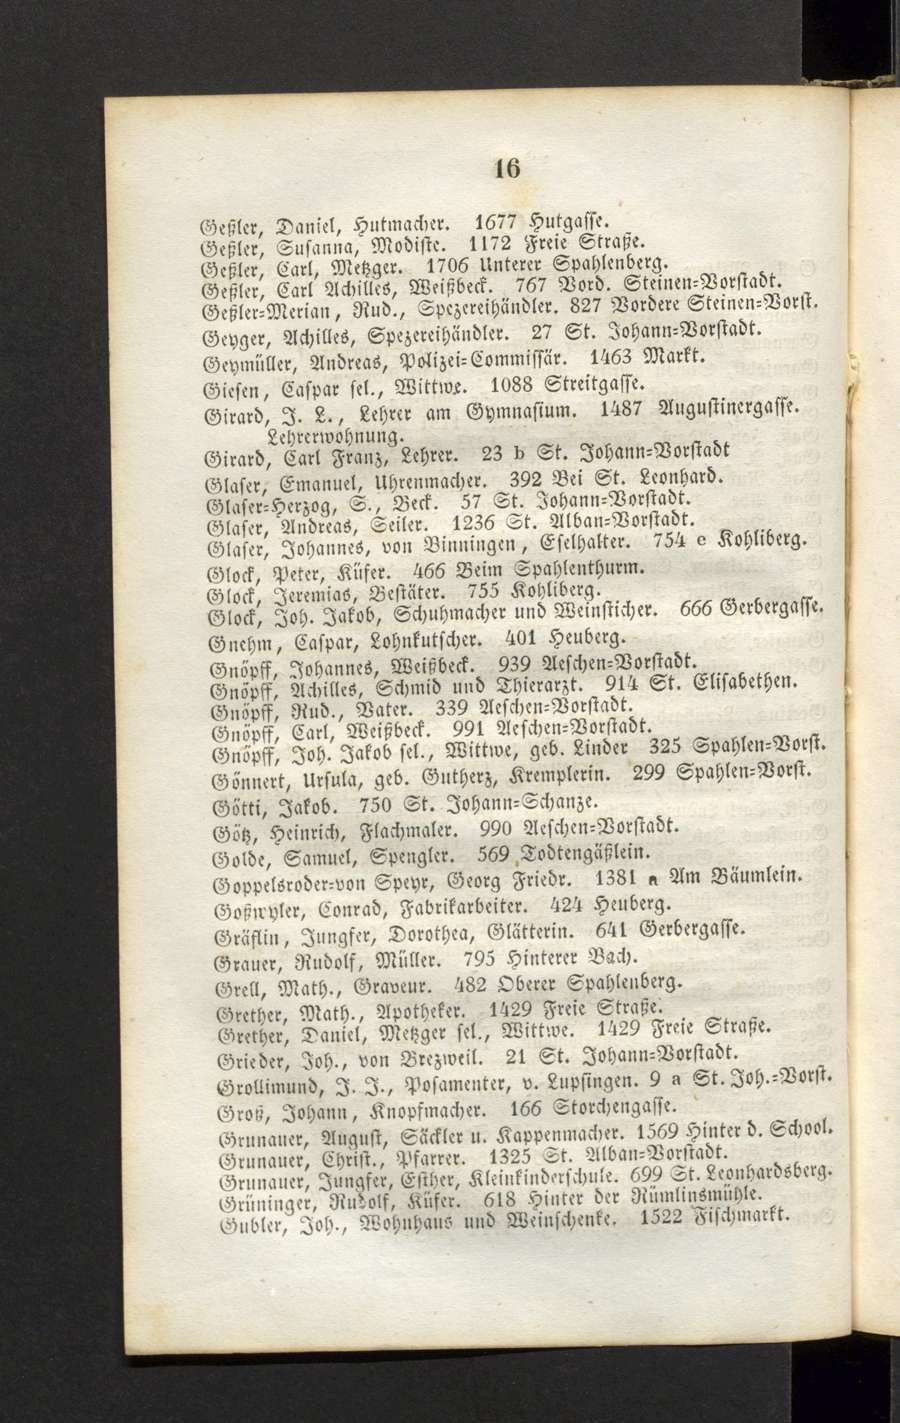 16
Geßler, Daniel, Hutmacher. 1677 Hutgasse.
Geßler, Susanna, Modiste. 1172 Freie Straße.
Geßler, Carl, Metzger. 1706 Unterer Spahlenberg.
Geßler, Carl Achilles, Weißbeck. 767 Vord. Steinen-Vorstadt.
Geßler-Merian, Rud., Spezereihändler. 827 Vordere Steinen-Vorst.
Geyger, Achilles, Spezereihändler. 27 St. Johann-Vorstadt.
Geymüller, Andreas, Polizei-Commissär. 1463 Markt.
Giesen, Caspar sel., Wittwe. 1088 Streitgasse.
Girard, J. L., Lehrer am Gymnasium. 1487 Augustinergasse.
Lehrerwohnung.
Girard, Carl Franz, Lehrer. 23 b St. Johann-Vorstadt
Glaser, Emanuel, Uhrenmacher. 392 Bei St. Leonhard.
Glaser-Herzog, S., Beck. 57 St. Johann-Vorstadt.
Glaser, Andreas, Seiler. 1236 St. Alban-Vorstadt.
Glaser, Johannes, von Binningen, Eselhalter. 754 e Kohliberg.
Glock, Peter, Küfer. 466 Beim Spahlenthurm.
Glock, Jeremias, Bestäter. 755 Kohliberg.
Glock, Joh. Jakob, Schuhmacher und Weinsticher. 666 Gerbergasse.
Gnehm, Caspar, Lohnkutscher. 401 Heuberg.
Gnöpff, Johannes, Weißbeck. 939 Aeschen-Vorstadt.
Gnöpff, Achilles, Schmid und Thierarzt. 914 St. Elisabethen.
Gnöpff, Rud., Vater. 339 Aeschen-Vorstadt.
Gnöpff, Carl, Weißbeck. 991 Aeschen-Vorstadt.
Gnöpff, Joh. Jakob sel., Wittwe, geb. Linder 325 Spahlen-Vorst.
Gönnert, Ursula, geb. Gutherz, Kremplerin. 299 Spahlen-Vorst.
Götti, Jakob. 750 St. Johann-Schanze.
Götz, Heinrich, Flachmaler. 990 Aeschen-Vorstadt.
Golde, Samuel, Spengler. 569 Todtengäßlein.
Goppelsroder-von Speyr, Georg Friedr. 1381 a Am Bäumlein.
Goßwyler, Conrad, Fabrikarbeiter. 424 Heuberg.
Gräflin, Jungfer, Dorothea, Glätterin. 641 Gerbergasse.
Grauer, Rudolf, Müller. 795 Hinterer Bach.
Grell, Math., Graveur. 482 Oberer Spahlenberg.
Grether, Math., Apotheker. 1429 Freie Straße.
Grether, Daniel, Metzger sel., Wittwe. 1429 Freie Straße.
Grieder, Joh., von Brezweil. 21 St. Johann-Vorstadt.
Grollimund, J. J., Posamenter, v. Lupsingen. 9 a St. Joh.-Vorst.
Groß, Johann, Knopfmacher. 166 Storchengasse.
Grunauer, August, Säckler u. Kappenmacher. 1569 Hinter d. School.
Grunauer, Christ., Pfarrer. 1325 St. Alban-Vorstadt.
Grunauer, Jungfer, Esther, Kleinkinderschule. 699 St. Leonhardsberg.
Grüninger, Rudolf, Küfer. 618 Hinter der Rümlinsmühle.
Gubler, Joh., Wohnhaus und Weinschenke. 1522 Fischmarkt.